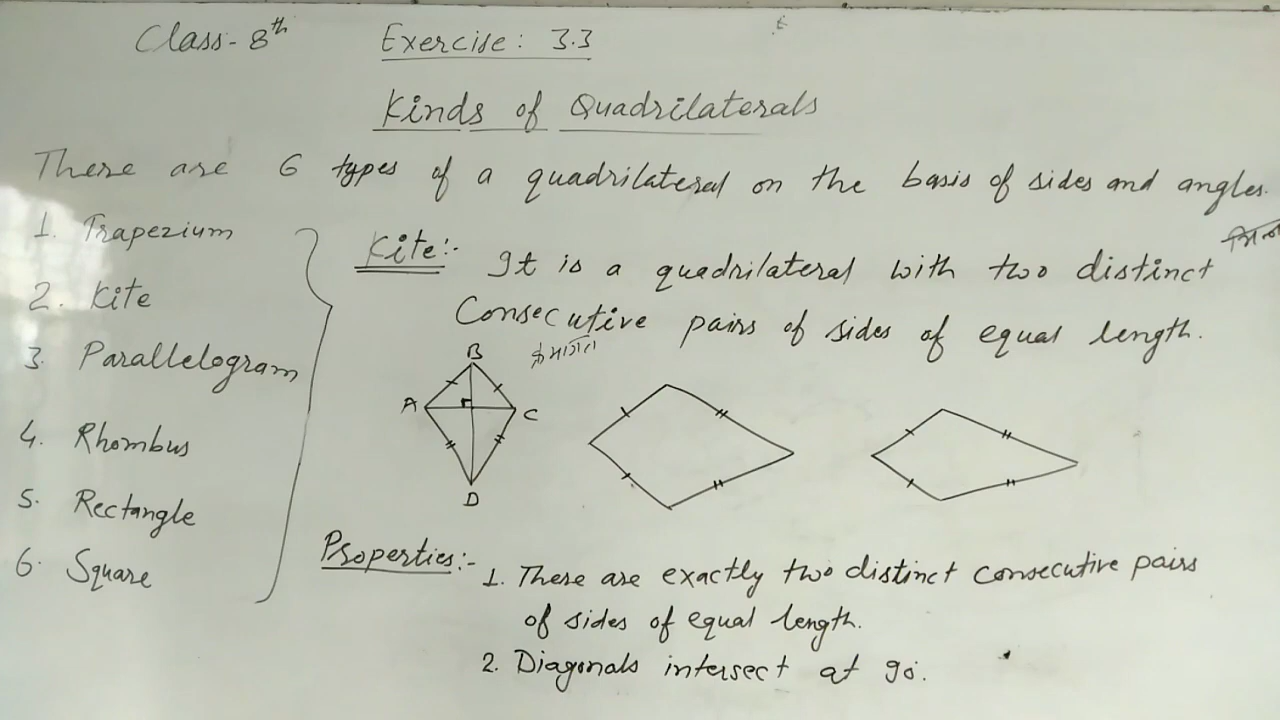 Class-8th
Exercise: 3.3
Kinds of Quadrilaterals
There are 6 types of a quadrilateral on the basis of sides and angles.
1. Trapezium
2. Kite
3. Parallelogram
4. Rhombus
5. Rectangle
6. Square
Kite:- It is a quadrilateral with two distinct
Consecutive pairs of sides of equal length.
क्रमागत
B
A
C
D
Properties:-
1. There are exactly two distinct consecutive pairs
of sides of equal length.
2. Diagonals intersect at 90°.